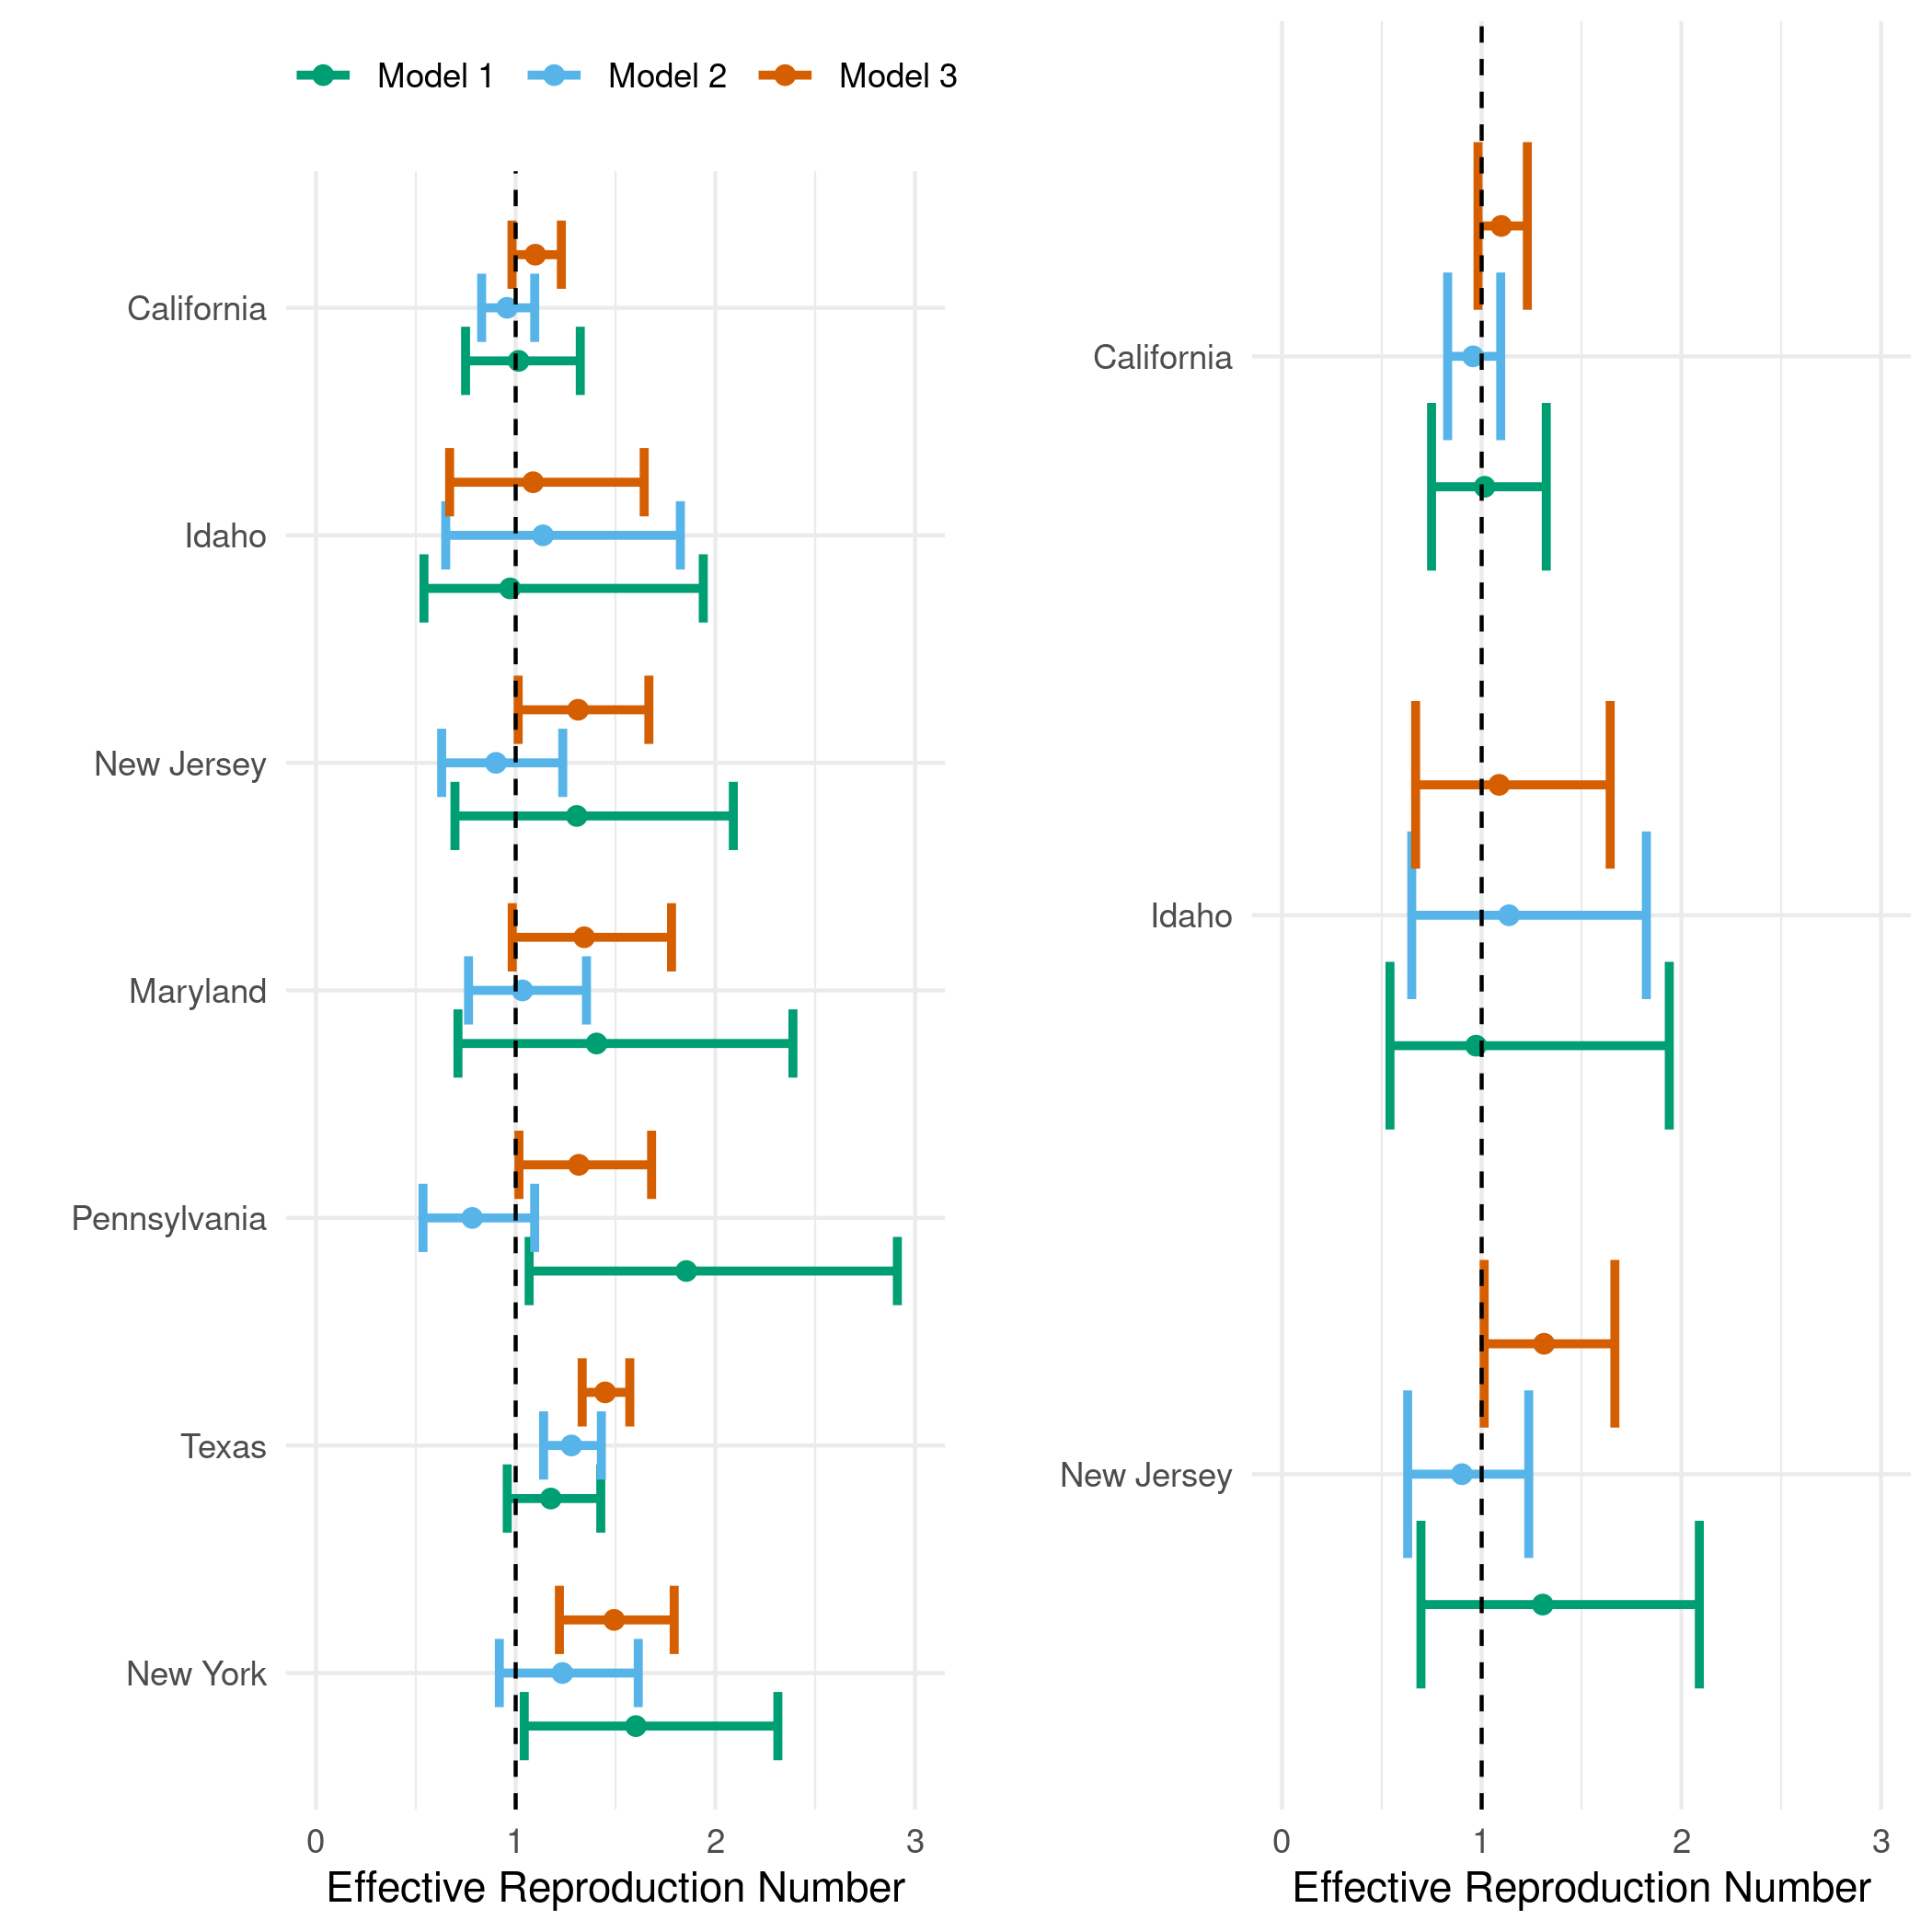 Model 1 Model 2 Model 3
California
Idaho
New Jersey
Maryland
Pennsylvania
Texas
New York
0 1 2 3
Effective Reproduction Number
California
Idaho
New Jersey
0 1 2 3
Effective Reproduction Number